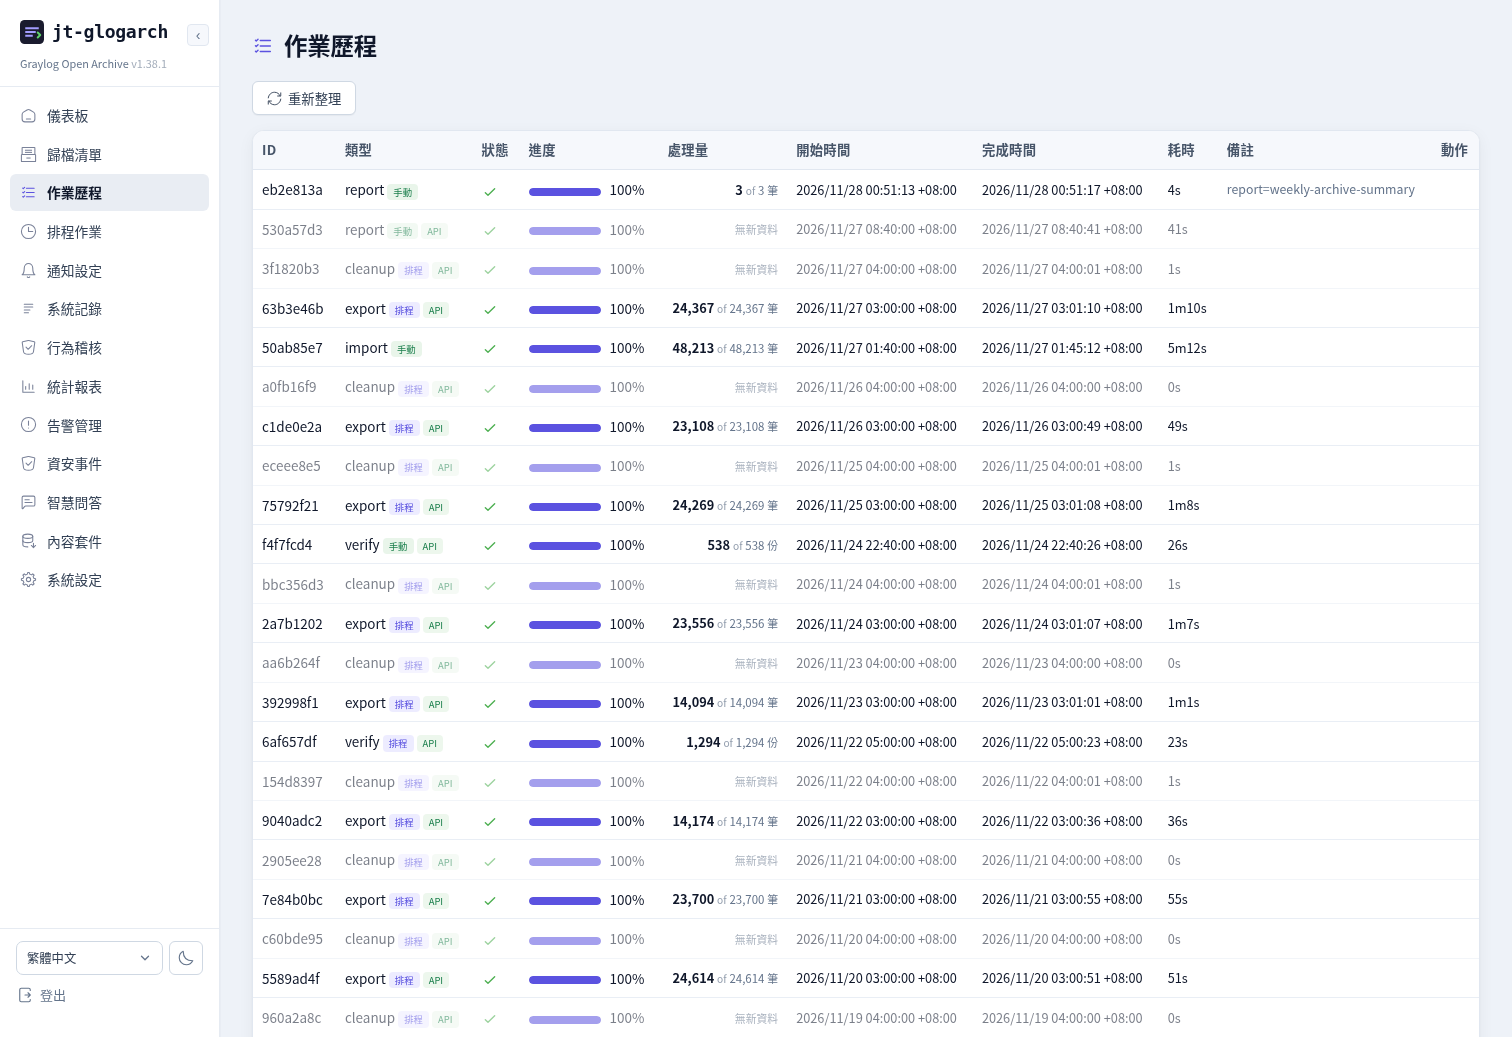 jt-glogarch
Graylog Open Archive v1.38.1
儀表板
歸檔清單
作業歷程
排程作業
通知設定
系統記錄
行為稽核
統計報表
告警管理
資安事件
智慧問答
內容套件
系統設定
繁體中文
登出
作業歷程
重新整理
ID 類型 狀態 進度 處理量 開始時間 完成時間 耗時 備註 動作
eb2e813a report 手動 100% 3 of 3 筆 2026/11/28 00:51:13 +08:00 2026/11/28 00:51:17 +08:00 4s report=weekly-archive-summary
530a57d3 report 手動 API 100% 無新資料 2026/11/27 08:40:00 +08:00 2026/11/27 08:40:41 +08:00 41s
3f1820b3 cleanup 排程 API 100% 無新資料 2026/11/27 04:00:00 +08:00 2026/11/27 04:00:01 +08:00 1s
63b3e46b export 排程 API 100% 24,367 of 24,367 筆 2026/11/27 03:00:00 +08:00 2026/11/27 03:01:10 +08:00 1m10s
50ab85e7 import 手動 100% 48,213 of 48,213 筆 2026/11/27 01:40:00 +08:00 2026/11/27 01:45:12 +08:00 5m12s
a0fb16f9 cleanup 排程 API 100% 無新資料 2026/11/26 04:00:00 +08:00 2026/11/26 04:00:00 +08:00 0s
c1de0e2a export 排程 API 100% 23,108 of 23,108 筆 2026/11/26 03:00:00 +08:00 2026/11/26 03:00:49 +08:00 49s
eceee8e5 cleanup 排程 API 100% 無新資料 2026/11/25 04:00:00 +08:00 2026/11/25 04:00:01 +08:00 1s
75792f21 export 排程 API 100% 24,269 of 24,269 筆 2026/11/25 03:00:00 +08:00 2026/11/25 03:01:08 +08:00 1m8s
f4f7fcd4 verify 手動 API 100% 538 of 538 份 2026/11/24 22:40:00 +08:00 2026/11/24 22:40:26 +08:00 26s
bbc356d3 cleanup 排程 API 100% 無新資料 2026/11/24 04:00:00 +08:00 2026/11/24 04:00:01 +08:00 1s
2a7b1202 export 排程 API 100% 23,556 of 23,556 筆 2026/11/24 03:00:00 +08:00 2026/11/24 03:01:07 +08:00 1m7s
aa6b264f cleanup 排程 API 100% 無新資料 2026/11/23 04:00:00 +08:00 2026/11/23 04:00:00 +08:00 0s
392998f1 export 排程 API 100% 14,094 of 14,094 筆 2026/11/23 03:00:00 +08:00 2026/11/23 03:01:01 +08:00 1m1s
6af657df verify 排程 API 100% 1,294 of 1,294 份 2026/11/22 05:00:00 +08:00 2026/11/22 05:00:23 +08:00 23s
154d8397 cleanup 排程 API 100% 無新資料 2026/11/22 04:00:00 +08:00 2026/11/22 04:00:01 +08:00 1s
9040adc2 export 排程 API 100% 14,174 of 14,174 筆 2026/11/22 03:00:00 +08:00 2026/11/22 03:00:36 +08:00 36s
2905ee28 cleanup 排程 API 100% 無新資料 2026/11/21 04:00:00 +08:00 2026/11/21 04:00:00 +08:00 0s
7e84b0bc export 排程 API 100% 23,700 of 23,700 筆 2026/11/21 03:00:00 +08:00 2026/11/21 03:00:55 +08:00 55s
c60bde95 cleanup 排程 API 100% 無新資料 2026/11/20 04:00:00 +08:00 2026/11/20 04:00:00 +08:00 0s
5589ad4f export 排程 API 100% 24,614 of 24,614 筆 2026/11/20 03:00:00 +08:00 2026/11/20 03:00:51 +08:00 51s
960a2a8c cleanup 排程 API 100% 無新資料 2026/11/19 04:00:00 +08:00 2026/11/19 04:00:00 +08:00 0s